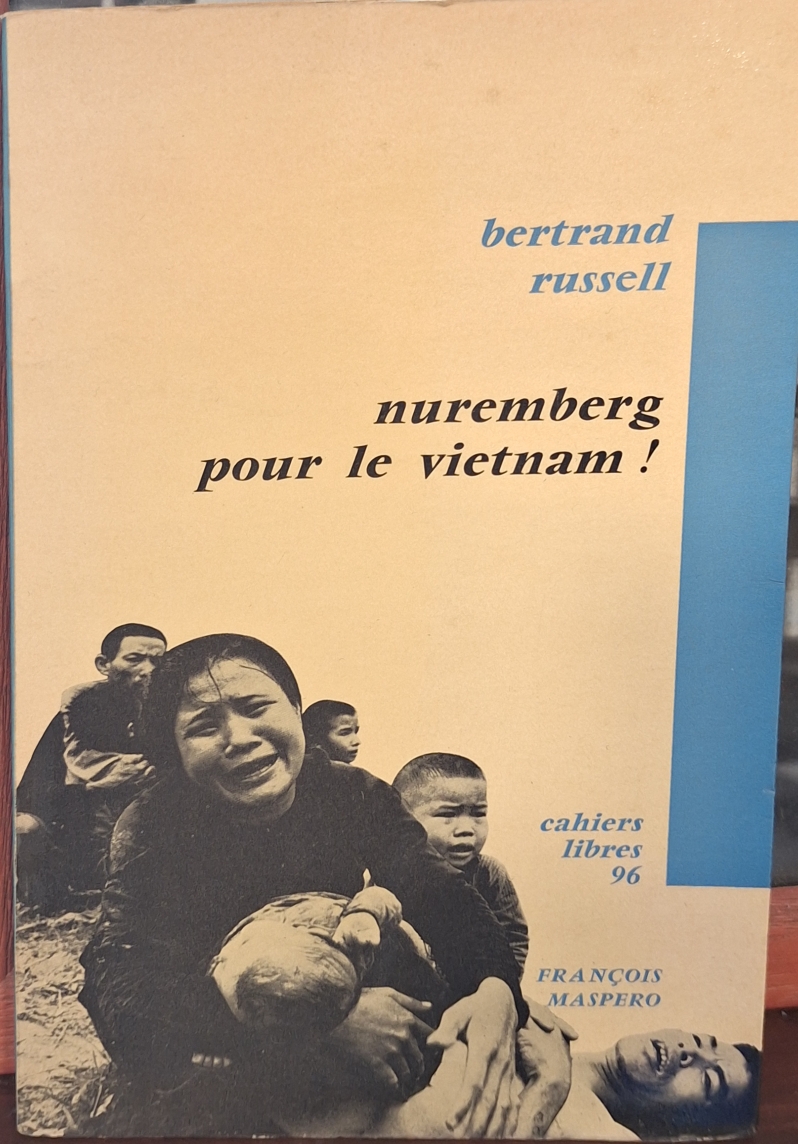 bertrand
russell
nuremberg
pour le vietnam !
cahiers
libres
96
FRANÇOIS
MASPERO